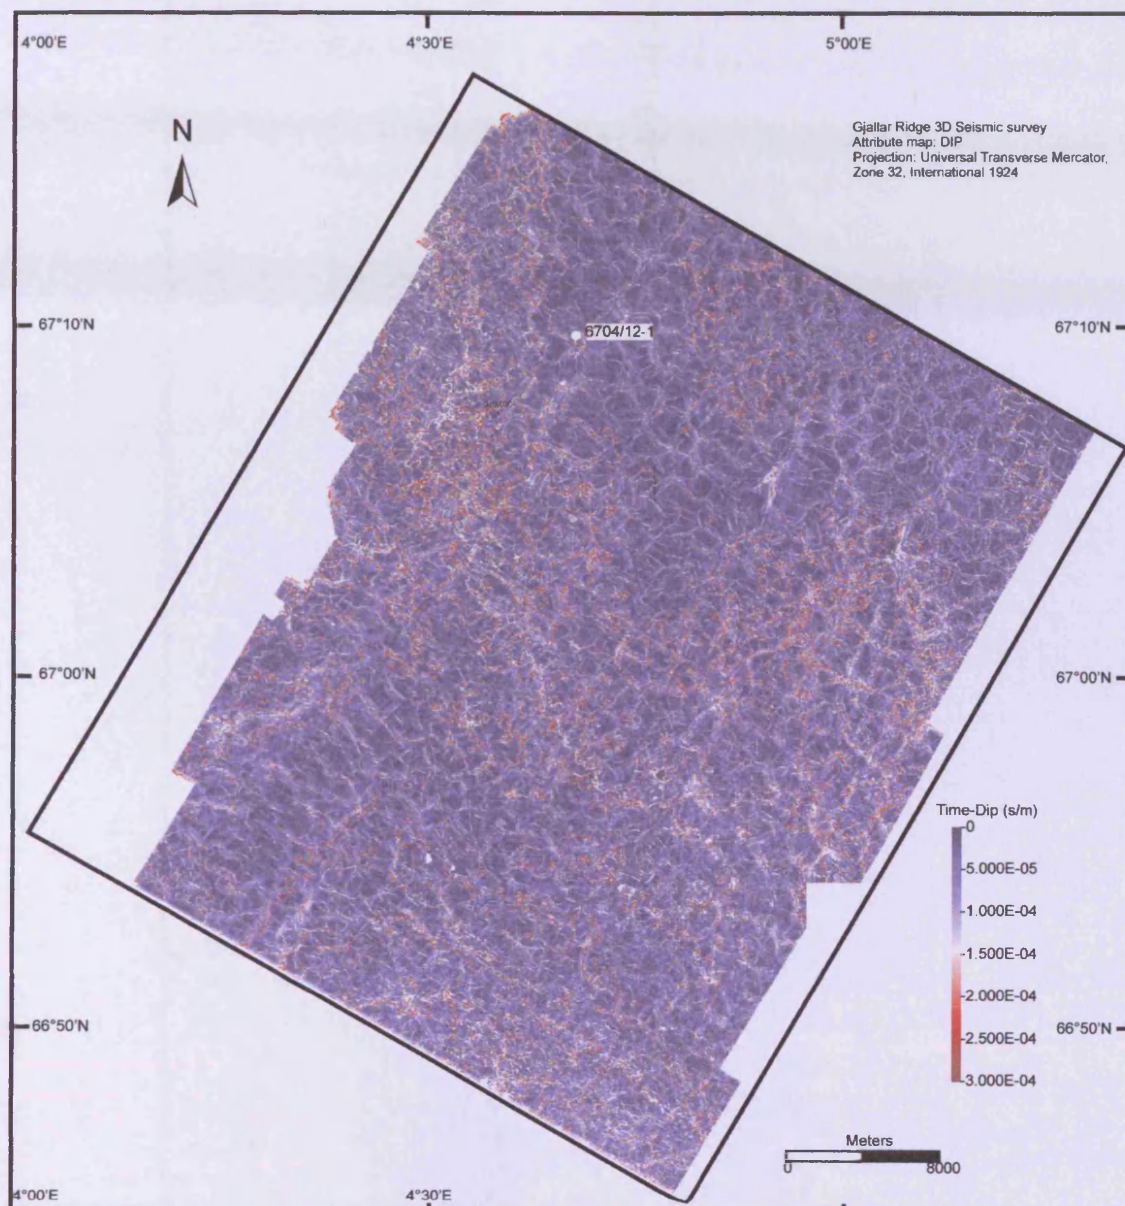 4°00'E 4°30'E 5°00'E
N
Gjallar Ridge 3D Seismic survey
Attribute map: DIP
Projection: Universal Transverse Mercator,
Zone 32, International 1924
67°10'N 67°10'N
6704/12-1
67°00'N 67°00'N
Time-Dip (s/m)
0
-5.000E-05
-1.000E-04
-1.500E-04
-2.000E-04
-2.500E-04
-3.000E-04
66°50'N 66°50'N
Meters
0 8000
4°00'E 4°30'E